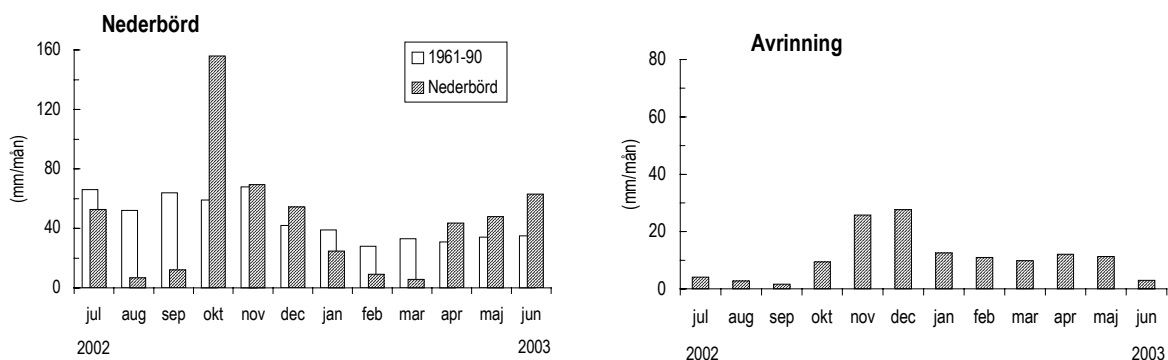 Nederbörd
160
120
80
40
0
(mm/mån)
1961-90
Nederbörd
jul aug sep okt nov dec jan feb mar apr maj jun
2002 2003
Avrinning
80
60
40
20
0
(mm/mån)
jul aug sep okt nov dec jan feb mar apr maj jun
2002 2003